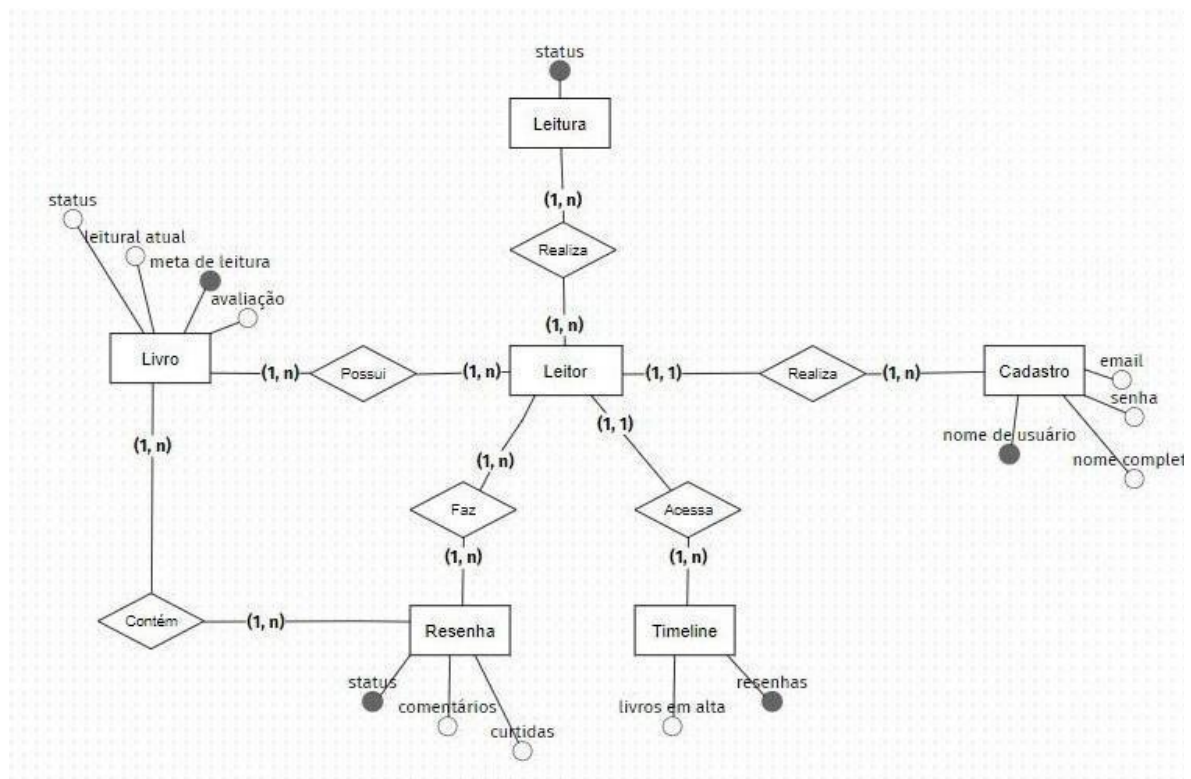 status
Leitura
(1, n)
Realiza
(1, n)
status
leitural atual
meta de leitura
avaliação
Livro
(1, n)
Possui
(1, n)
Leitor
(1, 1)
Realiza
(1, n)
Cadastro
email
senha
nome de usuário
nome complet
(1, n)
(1, n)
(1, 1)
Faz
Acessa
(1, n)
(1, n)
Contém
(1, n)
Resenha
Timeline
status
comentários
curtidas
resenhas
livros em alta